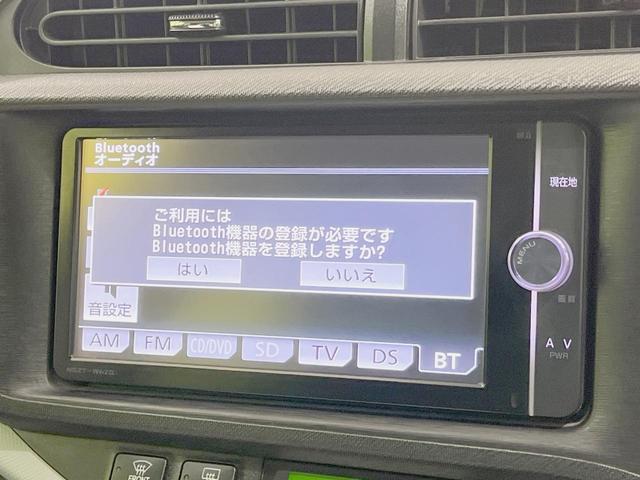 Bluetooth
オーディオ
ご利用には
Bluetooth機器の登録が必要です
Bluetooth機器を登録しますか?
はい
いいえ
音設定
AM
FM
CD/DVD
SD
TV
DS
BT
現在地
MENU
画質
A V
PWR
FRONT